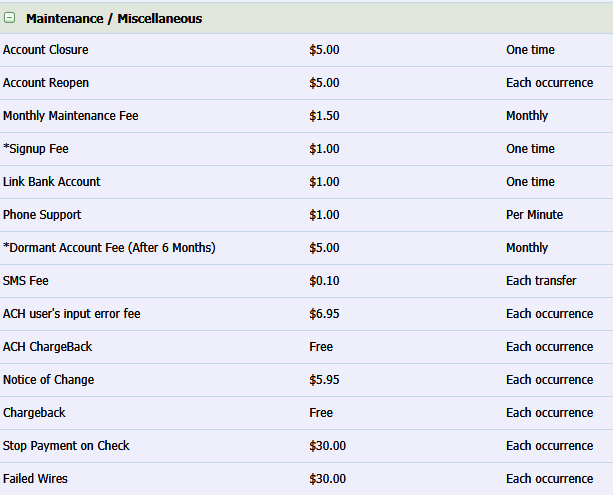 Maintenance / Miscellaneous
Account Closure $5.00 One time
Account Reopen $5.00 Each occurrence
Monthly Maintenance Fee $1.50 Monthly
*Signup Fee $1.00 One time
Link Bank Account $1.00 One time
Phone Support $1.00 Per Minute
*Dormant Account Fee (After 6 Months) $5.00 Monthly
SMS Fee $0.10 Each transfer
ACH user's input error fee $6.95 Each occurrence
ACH ChargeBack Free Each occurrence
Notice of Change $5.95 Each occurrence
Chargeback Free Each occurrence
Stop Payment on Check $30.00 Each occurrence
Failed Wires $30.00 Each occurrence